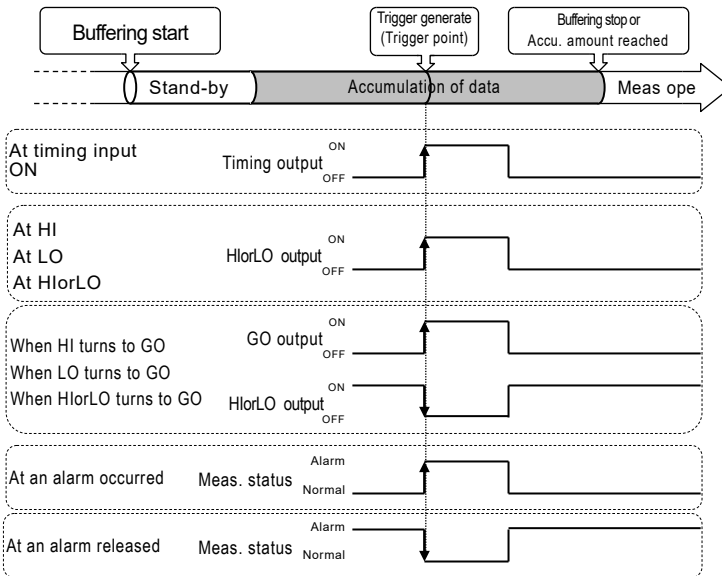 Buffering start
Trigger generate
(Trigger point)
Buffering stop or
Accu. amount reached
Stand-by
Accumulation of data
Meas ope
At timing input
ON
Timing output
ON
OFF
At HI
At LO
At HIorLO
HIorLO output
ON
OFF
When HI turns to GO
When LO turns to GO
When HIorLO turns to GO
GO output
ON
OFF
HIorLO output
ON
OFF
At an alarm occurred
Meas. status
Alarm
Normal
At an alarm released
Meas. status
Alarm
Normal